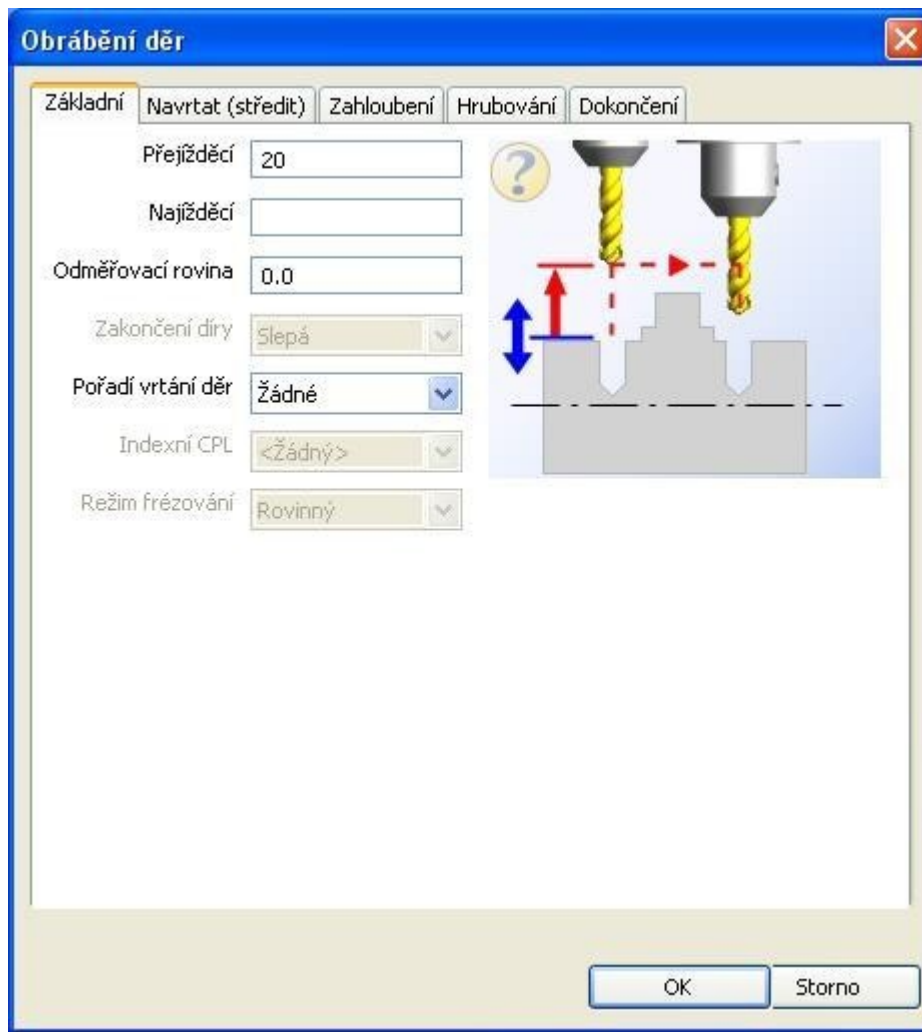 Obrábění děr
Základní Navrtat (středit) Zahloubení Hrubování Dokončení
Přejížděcí 20
Najížděcí
Odměřovací rovina 0.0
Zakončení díry Slepá
Pořadí vrtání děr Žádné
Indexní CPL <Žádný>
Režim frézování Rovinný
?
OK Storno